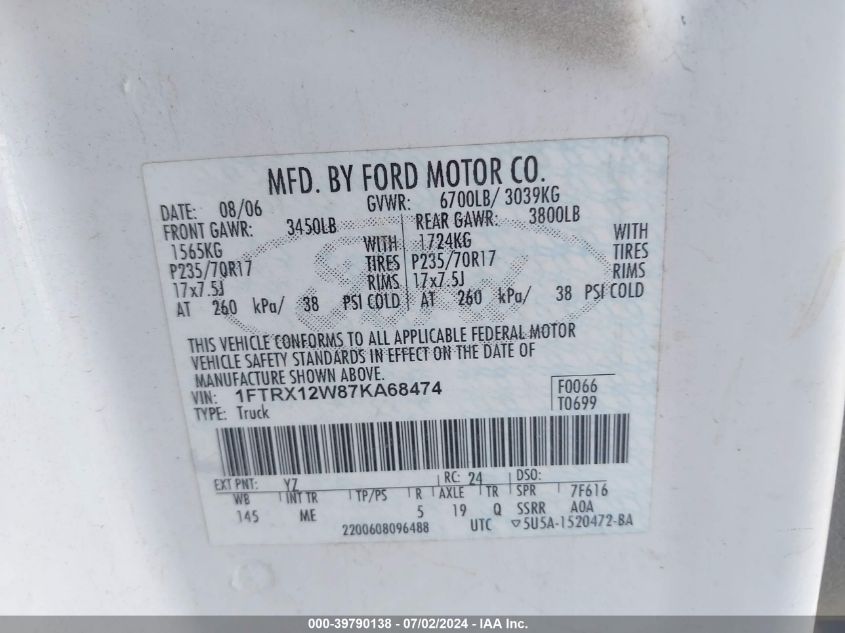 MFD. BY FORD MOTOR CO.
DATE: 08/06 GVWR: 6700LB/ 3039KG
FRONT GAWR: 3450LB REAR GAWR: 3800LB
1565KG WITH 1724KG WITH
P235/70R17 TIRES P235/70R17 TIRES
17x7.5J RIMS 17x7.5J RIMS
AT 260 kPa/ 38 PSI COLD AT 260 kPa/ 38 PSI COLD
Ford
THIS VEHICLE CONFORMS TO ALL APPLICABLE FEDERAL MOTOR
VEHICLE SAFETY STANDARDS IN EFFECT ON THE DATE OF
MANUFACTURE SHOWN ABOVE.
VIN: 1FTRX12W87KA68474 F0066
TYPE: Truck T0699
EXT PNT: YZ RC: 24 DSO:
WB INT TR TP/PS R AXLE TR SPR 7F616
145 ME 5 19 Q SSRR A0A
2200608096488 UTC ▽5U5A-1520472-BA
000-39790138 - 07/02/2024 - IAA Inc.